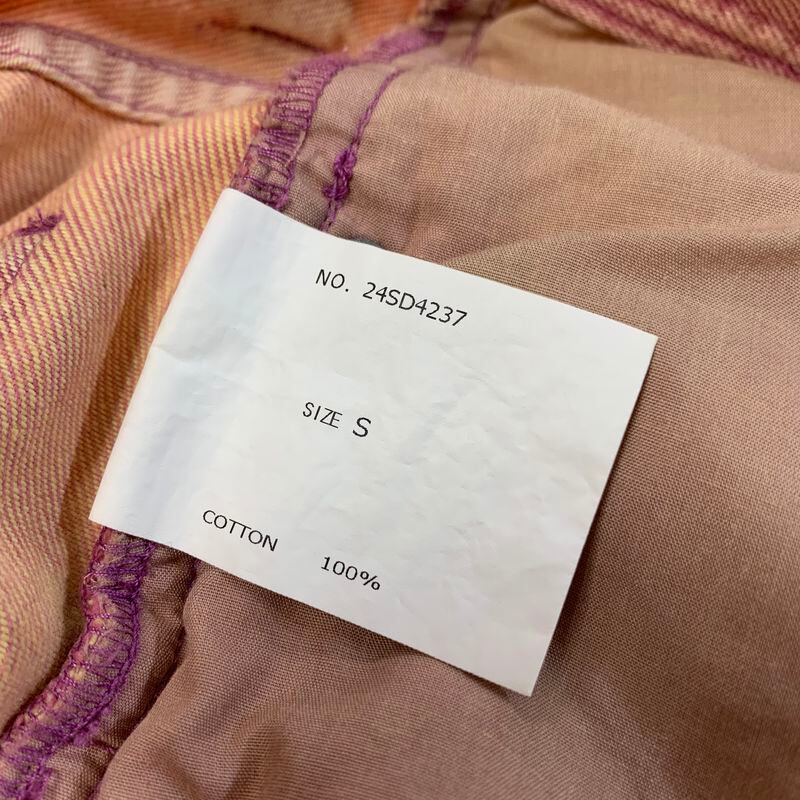 NO. 24SD4237
SIZE S
COTTON 100%